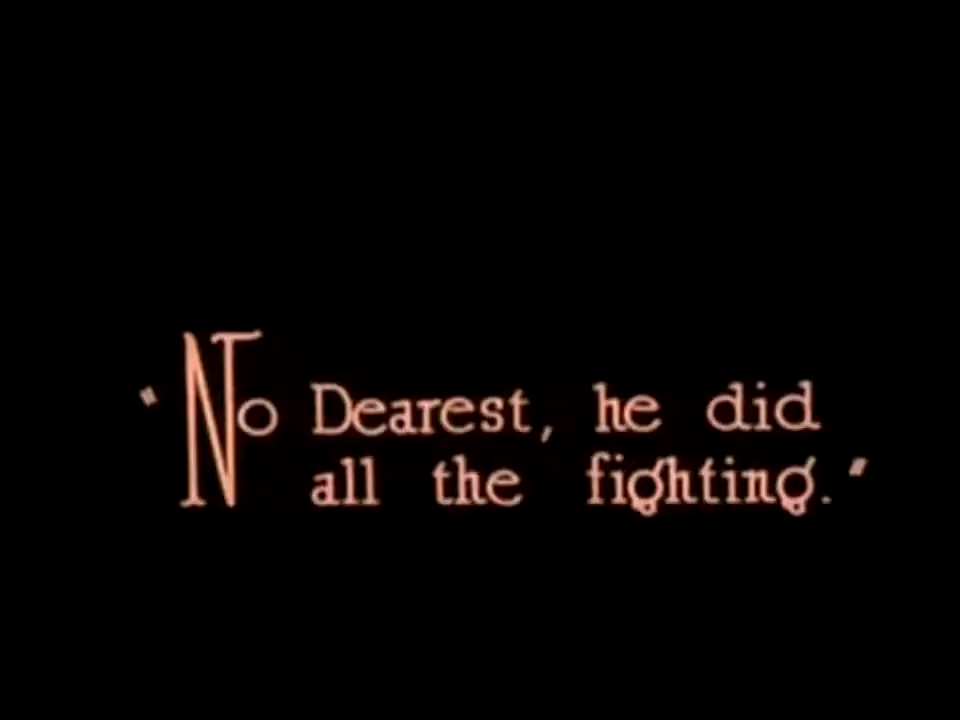 "No Dearest, he did
all the fighting."